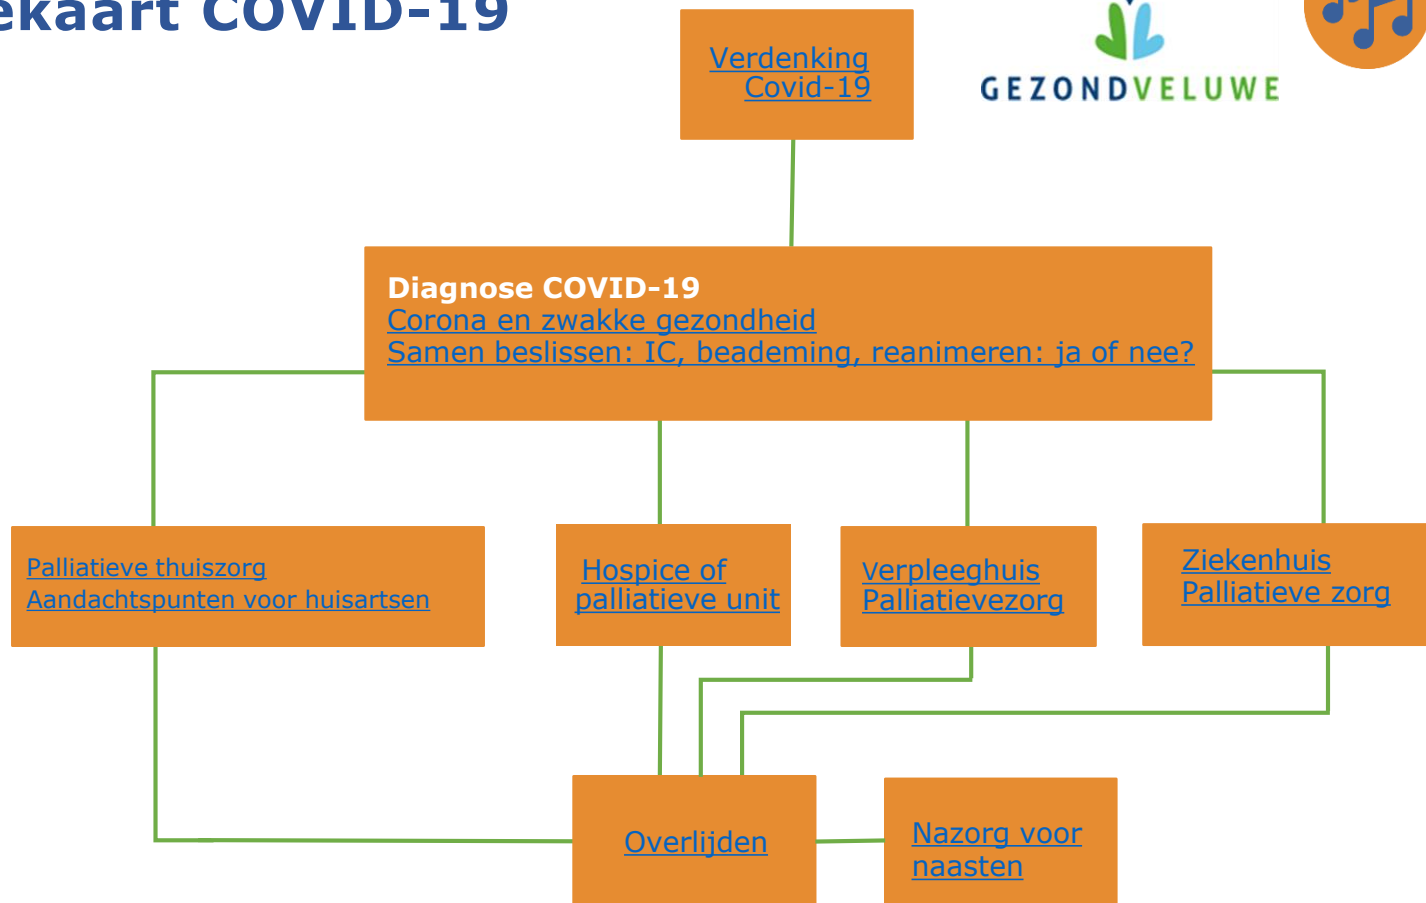 ekaart COVID-19
GEZONDVELUWE
Verdenking
Covid-19
Diagnose COVID-19
Corona en zwakke gezondheid
Samen beslissen: IC, beademing, reanimeren: ja of nee?
Palliatieve thuiszorg
Aandachtspunten voor huisartsen
Hospice of
palliatieve unit
Verpleeghuis
Palliatievezorg
Ziekenhuis
Palliatieve zorg
Overlijden
Nazorg voor
naasten